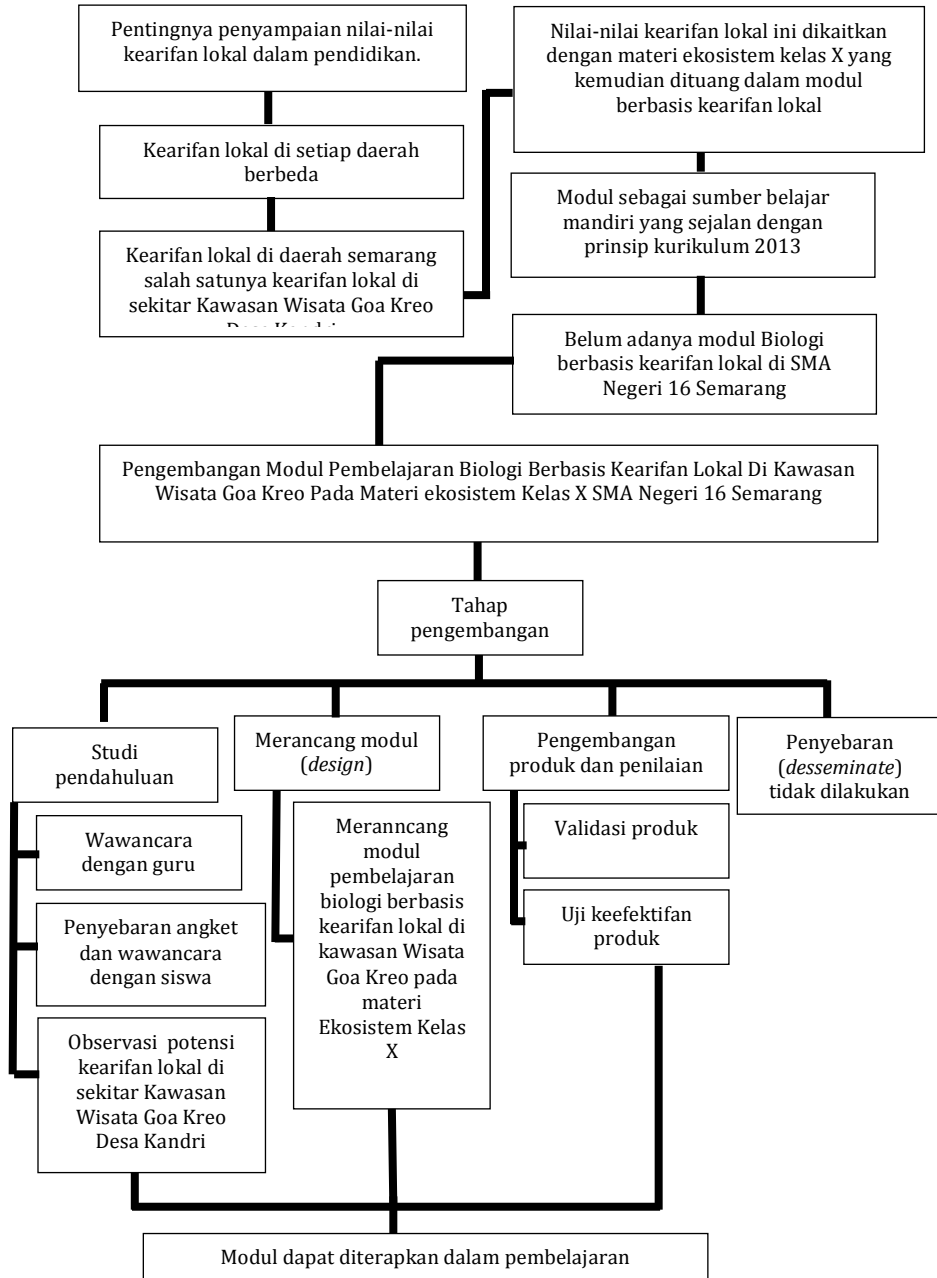 Pentingnya penyampaian nilai-nilai
kearifan lokal dalam pendidikan.
Kearifan lokal di setiap daerah
berbeda
Kearifan lokal di daerah semarang
salah satunya kearifan lokal di
sekitar Kawasan Wisata Goa Kreo
Desa Kandri
Nilai-nilai kearifan lokal ini dikaitkan
dengan materi ekosistem kelas X yang
kemudian dituang dalam modul
berbasis kearifan lokal
Modul sebagai sumber belajar
mandiri yang sejalan dengan
prinsip kurikulum 2013
Belum adanya modul Biologi
berbasis kearifan lokal di SMA
Negeri 16 Semarang
Pengembangan Modul Pembelajaran Biologi Berbasis Kearifan Lokal Di Kawasan
Wisata Goa Kreo Pada Materi ekosistem Kelas X SMA Negeri 16 Semarang
Tahap
pengembangan
Studi
pendahuluan
Wawancara
dengan guru
Penyebaran angket
dan wawancara
dengan siswa
Observasi potensi
kearifan lokal di
sekitar Kawasan
Wisata Goa Kreo
Desa Kandri
Merancang modul
(design)
Meranncang
modul
pembelajaran
biologi berbasis
kearifan lokal di
kawasan Wisata
Goa Kreo pada
materi
Ekosistem Kelas
X
Pengembangan
produk dan penilaian
Validasi produk
Uji keefektifan
produk
Penyebaran
(desseminate)
tidak dilakukan
Modul dapat diterapkan dalam pembelajaran